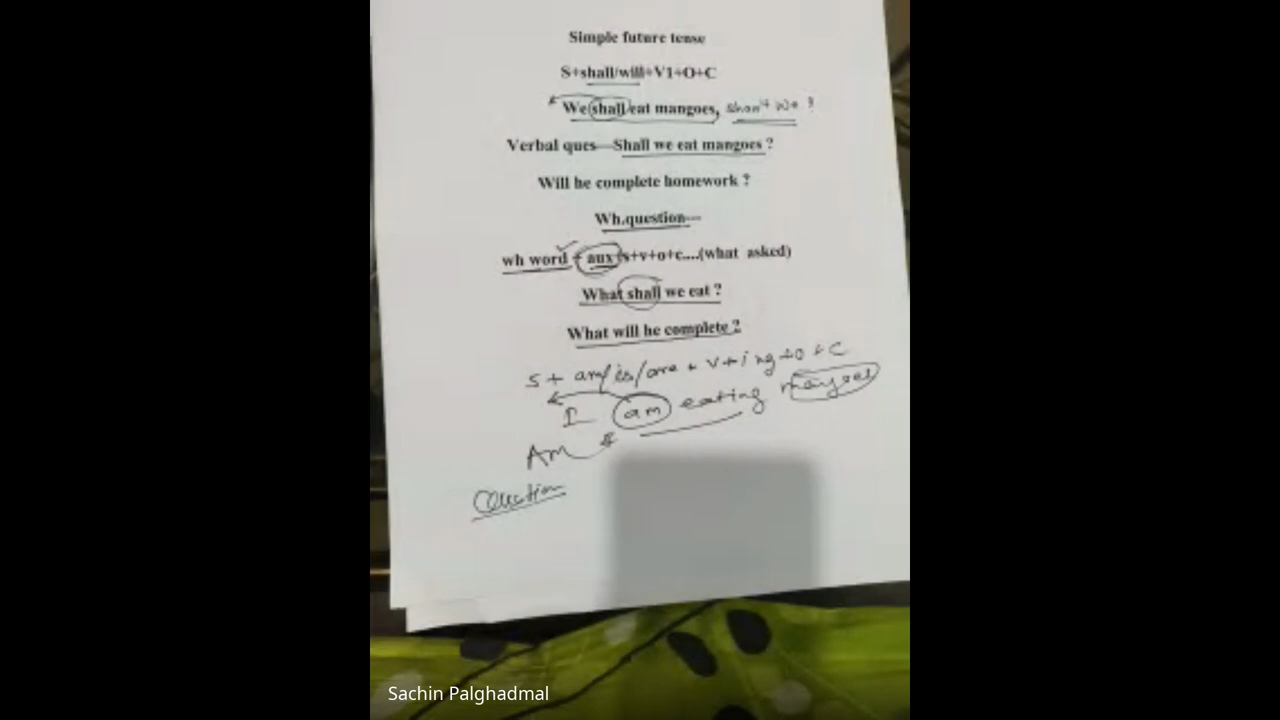 Simple future tense
S+shall/will+V1+O+C
We shall eat mangoes, shan't we ?
Verbal ques—Shall we eat mangoes ?
Will he complete homework ?
Wh.question---
wh word + aux+s+v+o+c....(what asked)
What shall we eat ?
What will he complete ?
S + am/is/are + V+ing+O+C
I am eating mangoes
Am
Question
Sachin Palghadmal